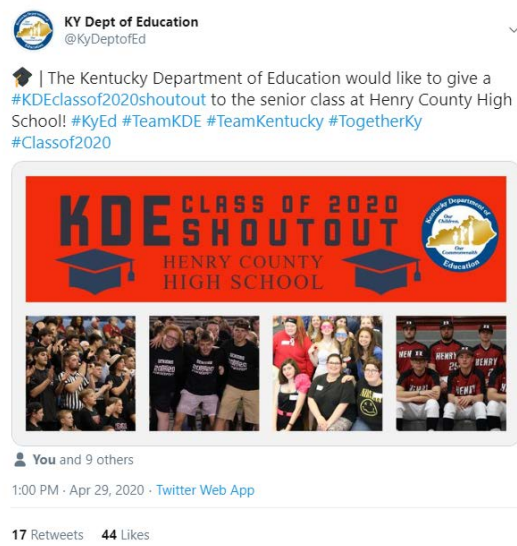 KY Dept of Education
@KyDeptofEd
| The Kentucky Department of Education would like to give a
#KDEclassof2020shoutout to the senior class at Henry County High
School! #KyEd #TeamKDE #TeamKentucky #TogetherKy
#Classof2020
KDE CLASS OF 2020
SHOUTOUT
HENRY COUNTY
HIGH SCHOOL
Kentucky Department of
Our
Children,
Our
Commonwealth
Education
HENRY
HENRY
You and 9 others
1:00 PM · Apr 29, 2020 · Twitter Web App
17 Retweets 44 Likes